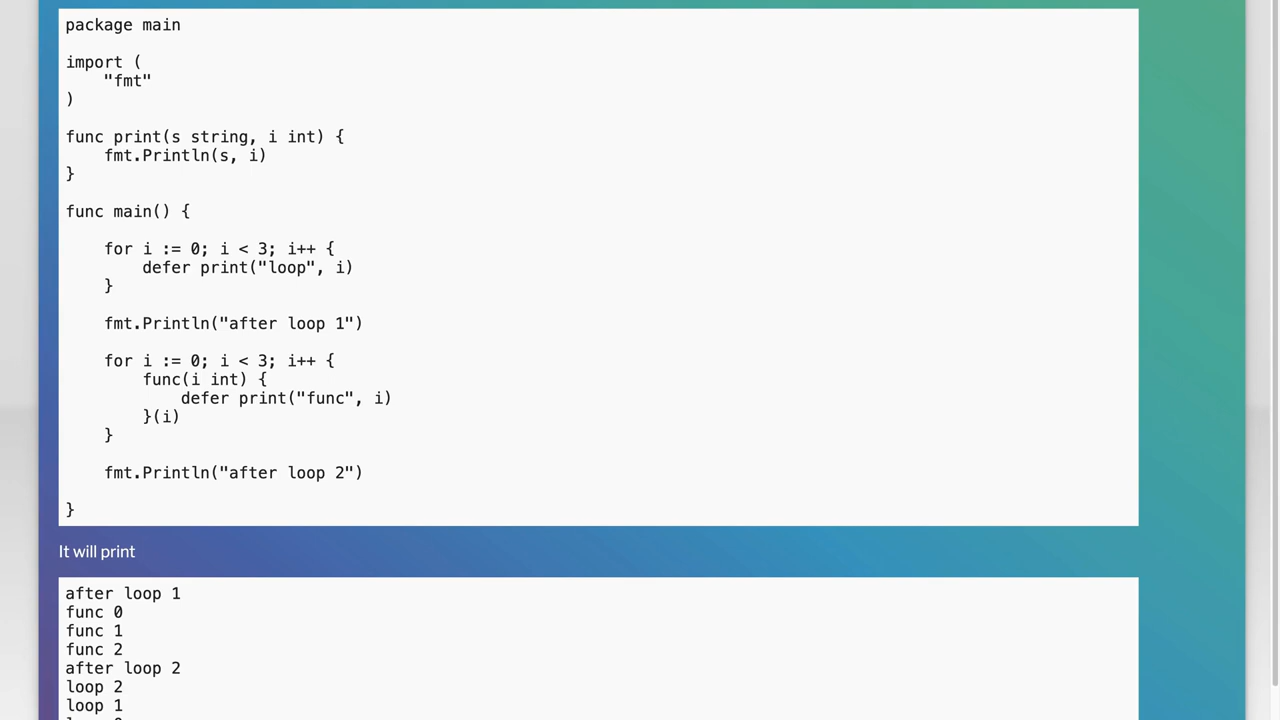 package main
import (
"fmt"
)
func print(s string, i int) {
fmt.Println(s, i)
}
func main() {
for i := 0; i < 3; i++ {
defer print("loop", i)
}
fmt.Println("after loop 1")
for i := 0; i < 3; i++ {
func(i int) {
defer print("func", i)
}(i)
}
fmt.Println("after loop 2")
}
It will print
after loop 1
func 0
func 1
func 2
after loop 2
loop 2
loop 1